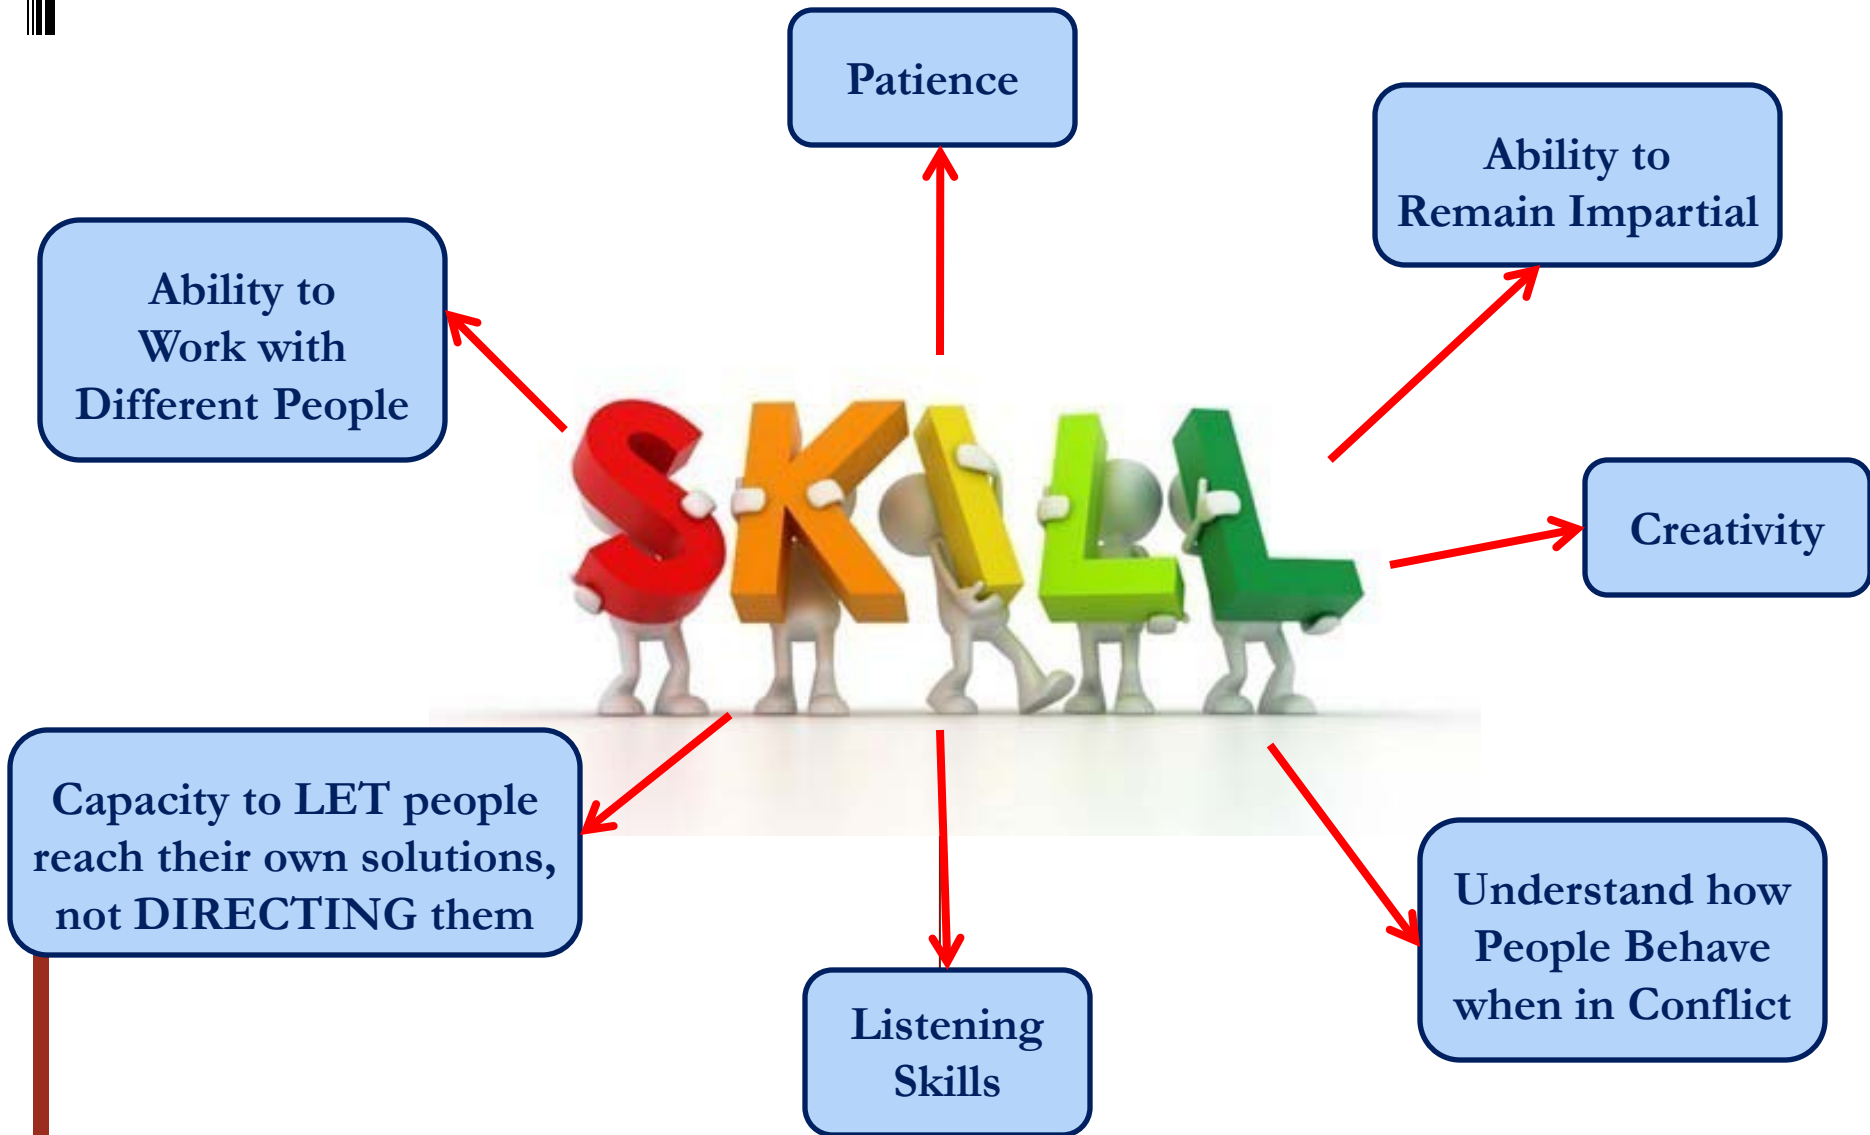 Patience
Ability to
Remain Impartial
Ability to
Work with
Different People
SKILL
Creativity
Capacity to LET people
reach their own solutions,
not DIRECTING them
Understand how
People Behave
when in Conflict
Listening
Skills